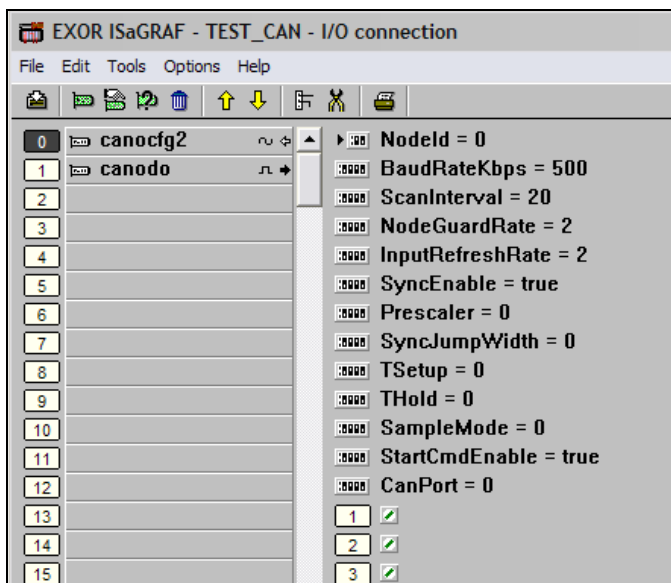 EXOR ISaGRAF - TEST_CAN - I/O connection
File Edit Tools Options Help
0 canocfg2
1 canodo
2
3
4
5
6
7
8
9
10
11
12
13
14
15
NodeId = 0
BaudRateKbps = 500
ScanInterval = 20
NodeGuardRate = 2
InputRefreshRate = 2
SyncEnable = true
Prescaler = 0
SyncJumpWidth = 0
TSetup = 0
THold = 0
SampleMode = 0
StartCmdEnable = true
CanPort = 0
1
2
3